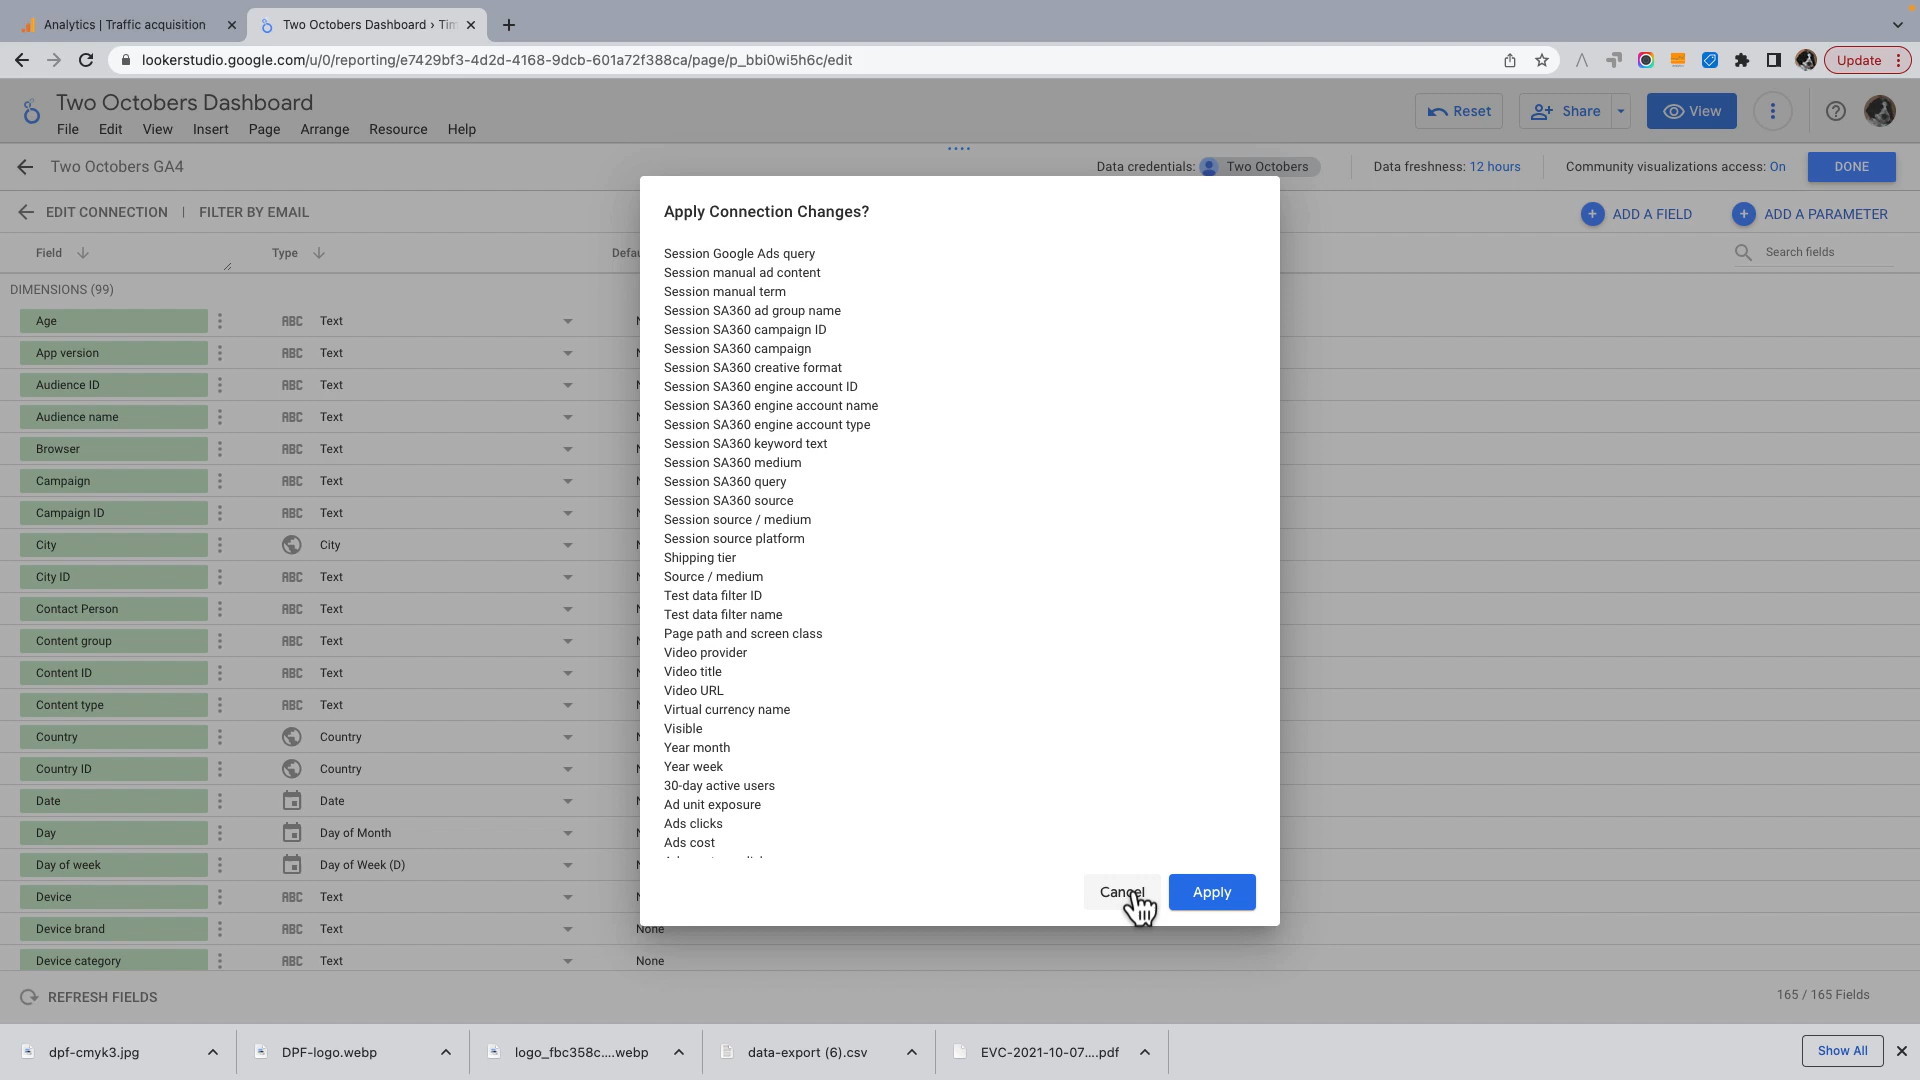 Analytics | Traffic acquisition
Two Octobers Dashboard › Tim
lookerstudio.google.com/u/0/reporting/e7429bf3-4d2d-4168-9dcb-601a72f388ca/page/p_bbi0wi5h6c/edit
Update
Two Octobers Dashboard
File Edit View Insert Page Arrange Resource Help
Reset
Share
View
Two Octobers GA4
Data credentials: Two Octobers
Data freshness: 12 hours
Community visualizations access: On
DONE
EDIT CONNECTION | FILTER BY EMAIL
ADD A FIELD
ADD A PARAMETER
Field
Type
Search fields
DIMENSIONS (99)
Age ABC Text
App version ABC Text
Audience ID ABC Text
Audience name ABC Text
Browser ABC Text
Campaign ABC Text
Campaign ID ABC Text
City City
City ID ABC Text
Contact Person ABC Text
Content group ABC Text
Content ID ABC Text
Content type ABC Text
Country Country
Country ID Country
Date Date
Day Day of Month
Day of week Day of Week (D)
Device ABC Text
Device brand ABC Text None
Device category ABC Text None
Apply Connection Changes?
Session Google Ads query
Session manual ad content
Session manual term
Session SA360 ad group name
Session SA360 campaign ID
Session SA360 campaign
Session SA360 creative format
Session SA360 engine account ID
Session SA360 engine account name
Session SA360 engine account type
Session SA360 keyword text
Session SA360 medium
Session SA360 query
Session SA360 source
Session source / medium
Session source platform
Shipping tier
Source / medium
Test data filter ID
Test data filter name
Page path and screen class
Video provider
Video title
Video URL
Virtual currency name
Visible
Year month
Year week
30-day active users
Ad unit exposure
Ads clicks
Ads cost
Cancel
Apply
REFRESH FIELDS
165 / 165 Fields
dpf-cmyk3.jpg
DPF-logo.webp
logo_fbc358c....webp
data-export (6).csv
EVC-2021-10-07....pdf
Show All